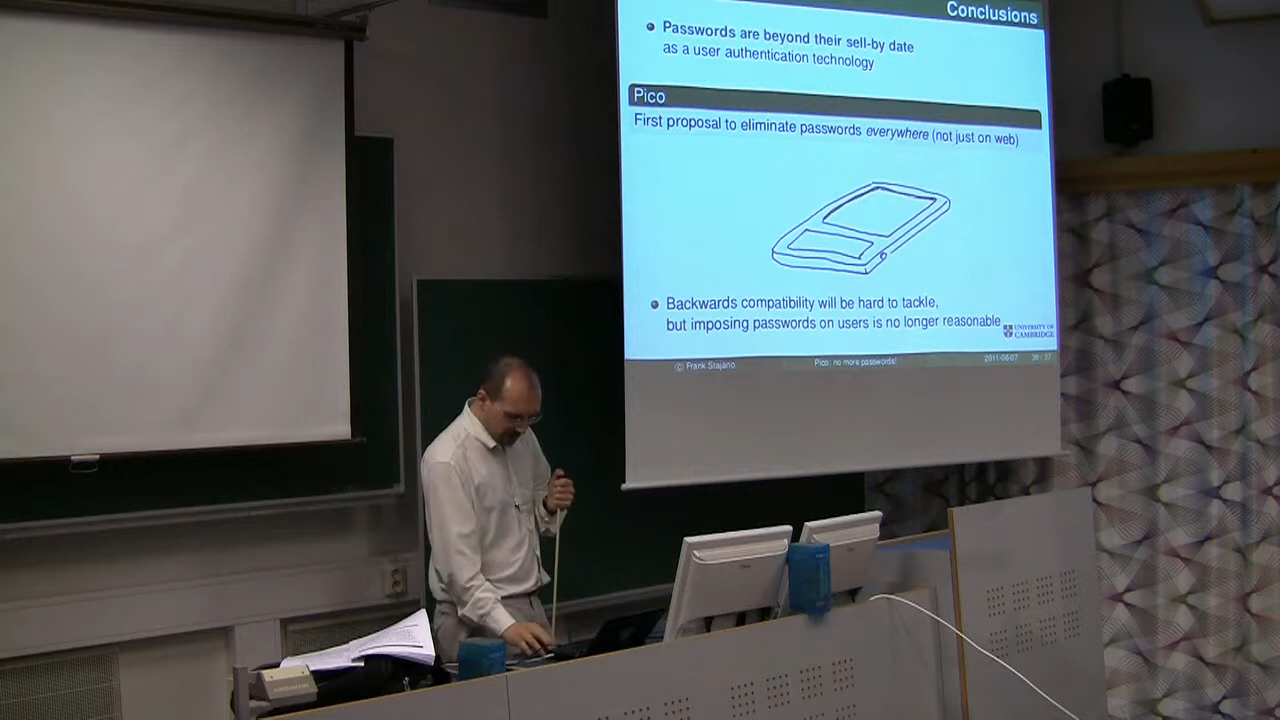 Conclusions
Passwords are beyond their sell-by date
as a user authentication technology
Pico
First proposal to eliminate passwords everywhere (not just on web)
Backwards compatibility will be hard to tackle,
but imposing passwords on users is no longer reasonable
UNIVERSITY OF
CAMBRIDGE
© Frank Stajano
Pico: no more passwords!
2011-06-07
36 / 37